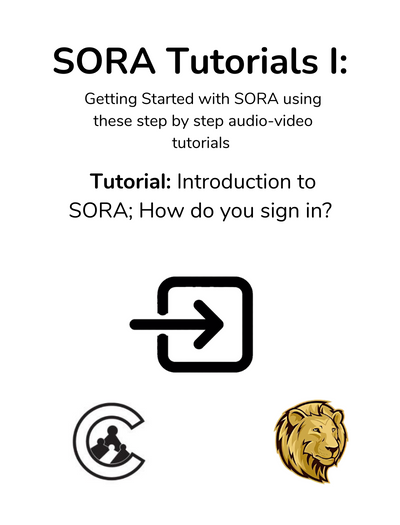 SORA Tutorials I:
Getting Started with SORA using
these step by step audio-video
tutorials
Tutorial: Introduction to
SORA; How do you sign in?